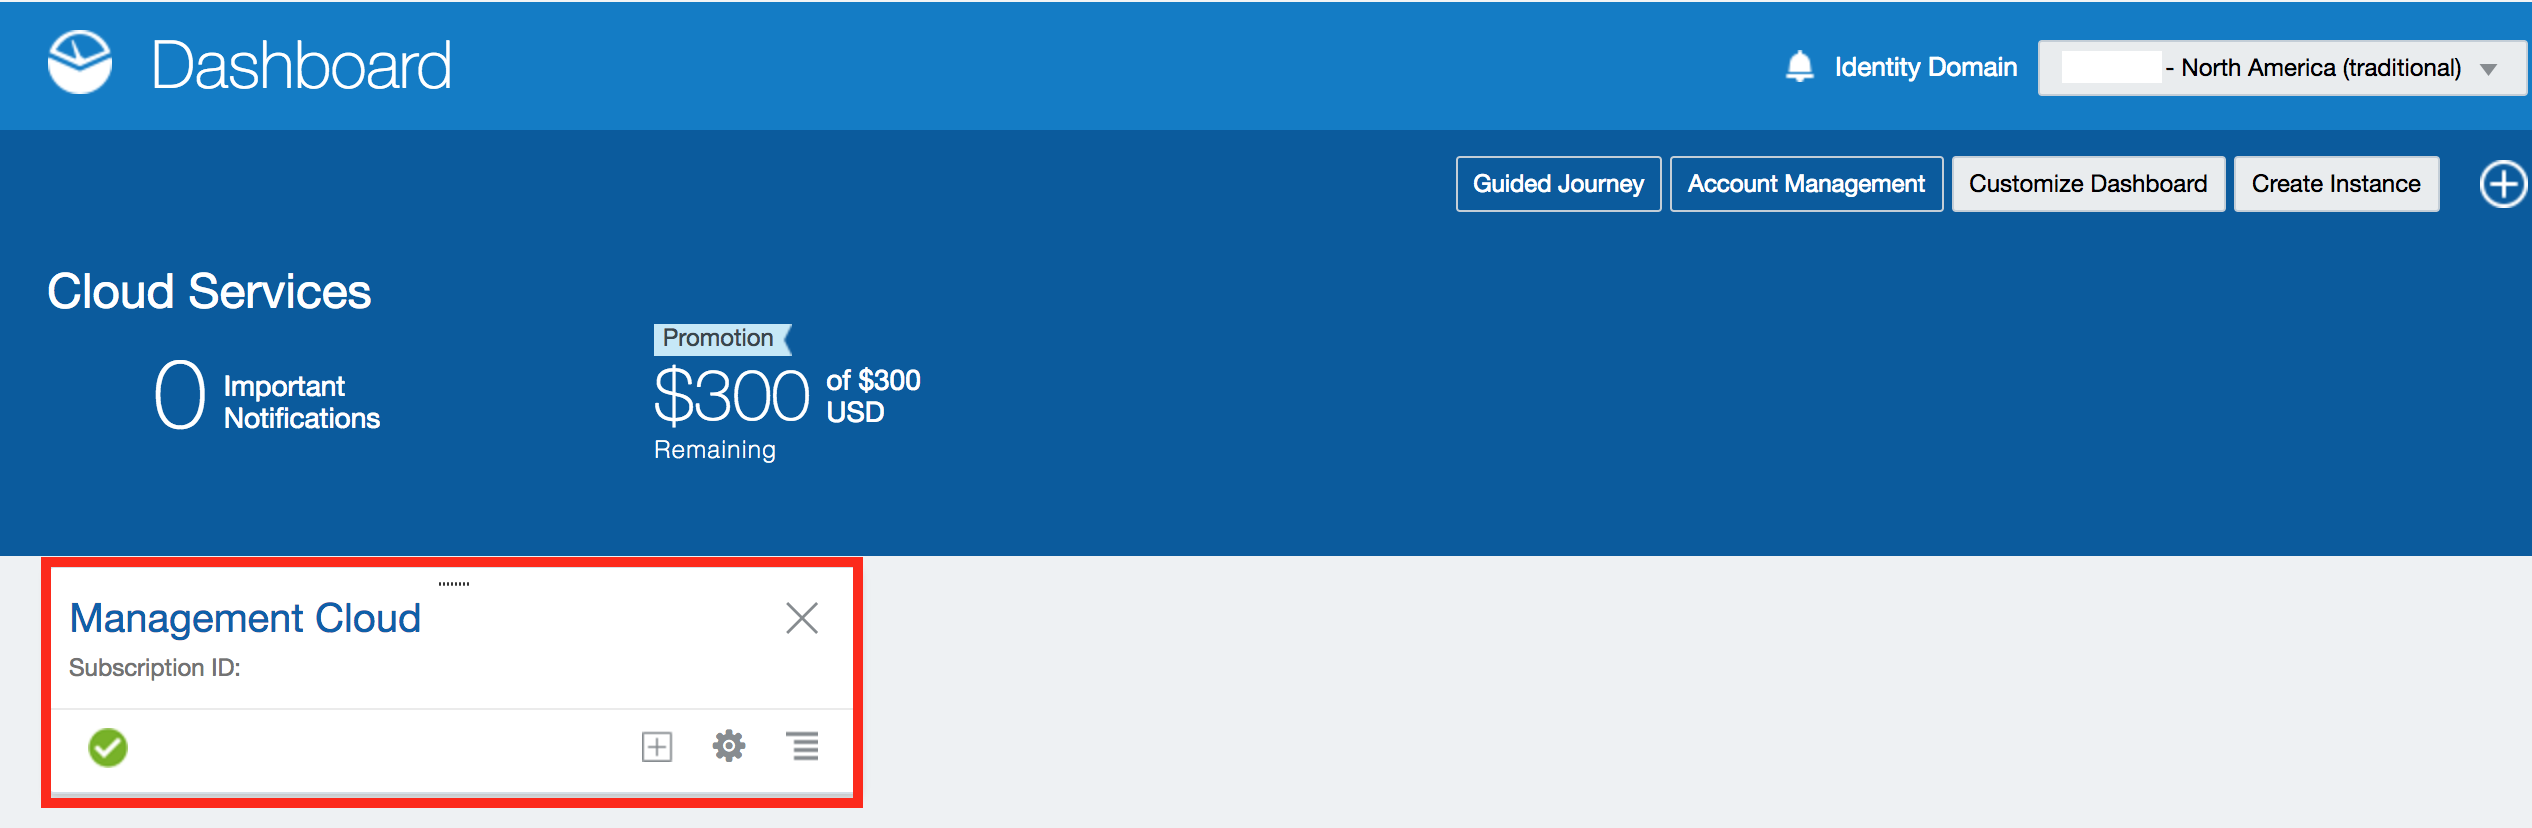 Dashboard
Identity Domain
- North America (traditional)
Guided Journey
Account Management
Customize Dashboard
Create Instance
Cloud Services
0
Important
Notifications
Promotion
$300
of $300
USD
Remaining
Management Cloud
Subscription ID: